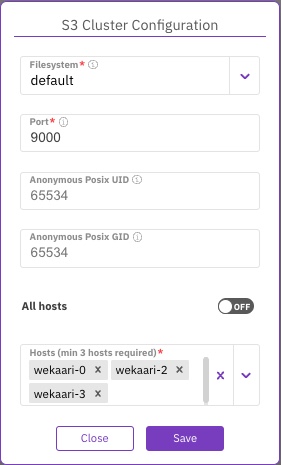 S3 Cluster Configuration
Filesystem*
default
Port*
9000
Anonymous Posix UID
65534
Anonymous Posix GID
65534
All hosts OFF
Hosts (min 3 hosts required)*
wekaari-0 x wekaari-2 x
wekaari-3 x
Close Save